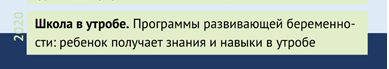 2020
Школа в утробе. Программы развивающей беременно-
сти: ребенок получает знания и навыки в утробе